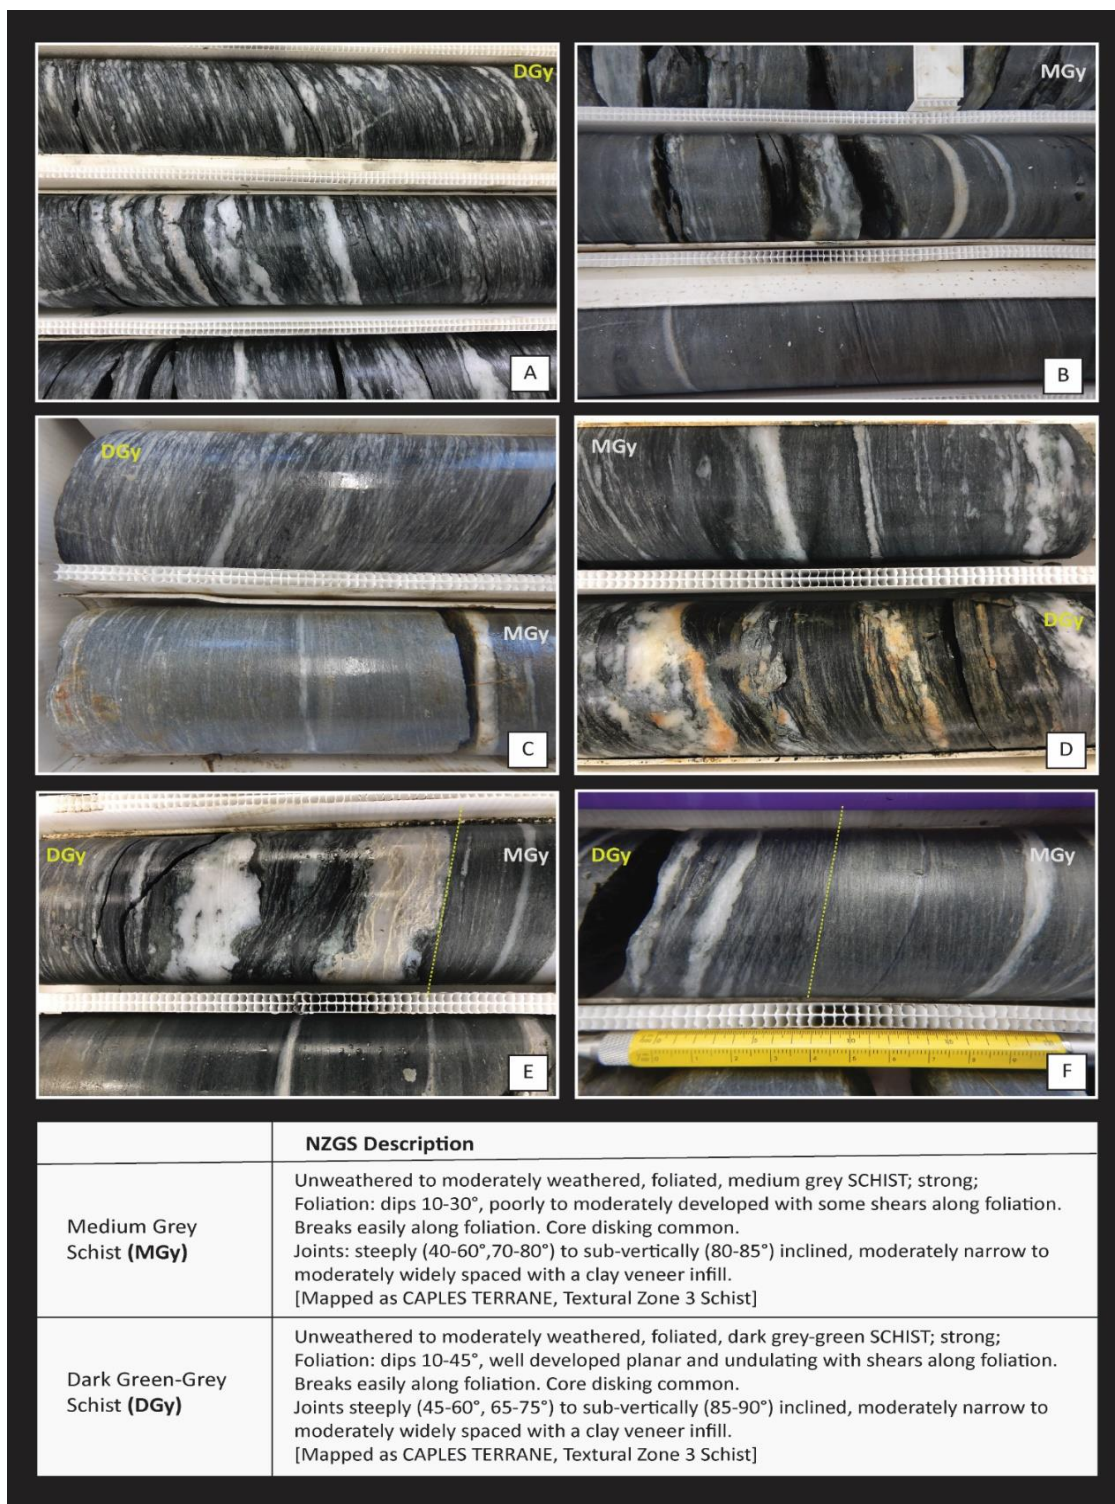 DGy
A
MGy
B
DGy
MGy
C
MGy
DGy
D
DGy
MGy
E
DGy
MGy
F
NZGS Description
Medium Grey
Schist (MGy)
Unweathered to moderately weathered, foliated, medium grey SCHIST; strong;
Foliation: dips 10-30°, poorly to moderately developed with some shears along foliation.
Breaks easily along foliation. Core disking common.
Joints: steeply (40-60°,70-80°) to sub-vertically (80-85°) inclined, moderately narrow to
moderately widely spaced with a clay veneer infill.
[Mapped as CAPLES TERRANE, Textural Zone 3 Schist]
Dark Green-Grey
Schist (DGy)
Unweathered to moderately weathered, foliated, dark grey-green SCHIST; strong;
Foliation: dips 10-45°, well developed planar and undulating with shears along foliation.
Breaks easily along foliation. Core disking common.
Joints steeply (45-60°, 65-75°) to sub-vertically (85-90°) inclined, moderately narrow to
moderately widely spaced with a clay veneer infill.
[Mapped as CAPLES TERRANE, Textural Zone 3 Schist]